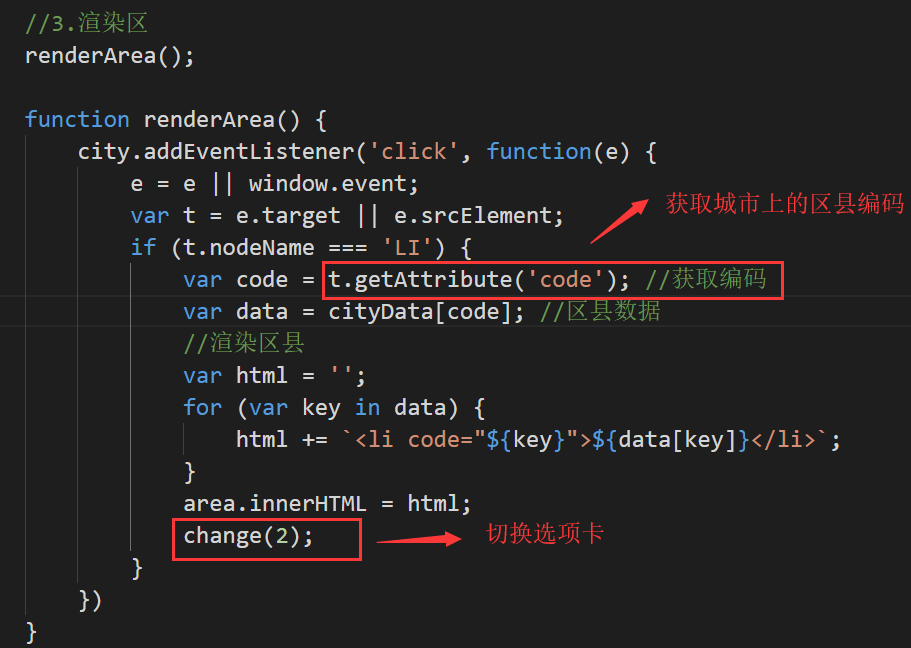 //3.渲染区
renderArea();
function renderArea() {
city.addEventListener('click', function(e) {
e = e || window.event;
var t = e.target || e.srcElement;
获取城市上的区县编码
if (t.nodeName === 'LI') {
var code = t.getAttribute('code'); //获取编码
var data = cityData[code]; //区县数据
//渲染区县
var html = '';
for (var key in data) {
html += `<li code="${key}">${data[key]}</li>`;
}
area.innerHTML = html;
change(2);
切换选项卡
}
})
}